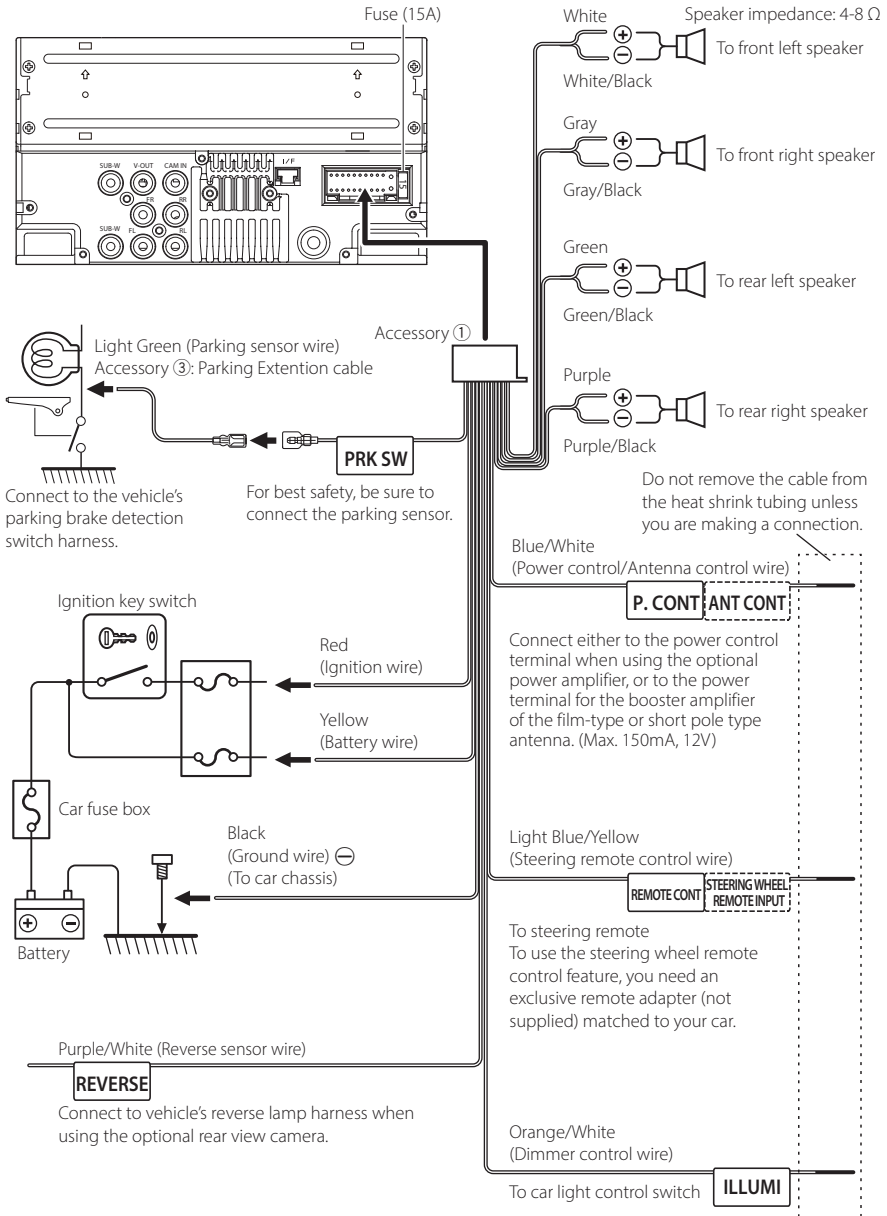 Fuse (15A)
White
Speaker impedance: 4-8 Ω
⊕
⊖
To front left speaker
White/Black
Gray
⊕
⊖
To front right speaker
Gray/Black
SUB-W
V-OUT
CAM IN
I/F
15
FR
RR
SUB-W
FL
RL
Green
⊕
⊖
To rear left speaker
Green/Black
Accessory ①
Light Green (Parking sensor wire)
Accessory ③: Parking Extention cable
Purple
⊕
⊖
To rear right speaker
Purple/Black
PRK SW
Connect to the vehicle's
parking brake detection
switch harness.
For best safety, be sure to
connect the parking sensor.
Do not remove the cable from
the heat shrink tubing unless
you are making a connection.
Blue/White
(Power control/Antenna control wire)
P. CONT
ANT CONT
Connect either to the power control
terminal when using the optional
power amplifier, or to the power
terminal for the booster amplifier
of the film-type or short pole type
antenna. (Max. 150mA, 12V)
Ignition key switch
Red
(Ignition wire)
Yellow
(Battery wire)
Car fuse box
Black
(Ground wire) ⊖
(To car chassis)
⊕
⊖
Battery
Light Blue/Yellow
(Steering remote control wire)
REMOTE CONT
STEERING WHEEL
REMOTE INPUT
To steering remote
To use the steering wheel remote
control feature, you need an
exclusive remote adapter (not
supplied) matched to your car.
Purple/White (Reverse sensor wire)
REVERSE
Connect to vehicle's reverse lamp harness when
using the optional rear view camera.
Orange/White
(Dimmer control wire)
To car light control switch
ILLUMI